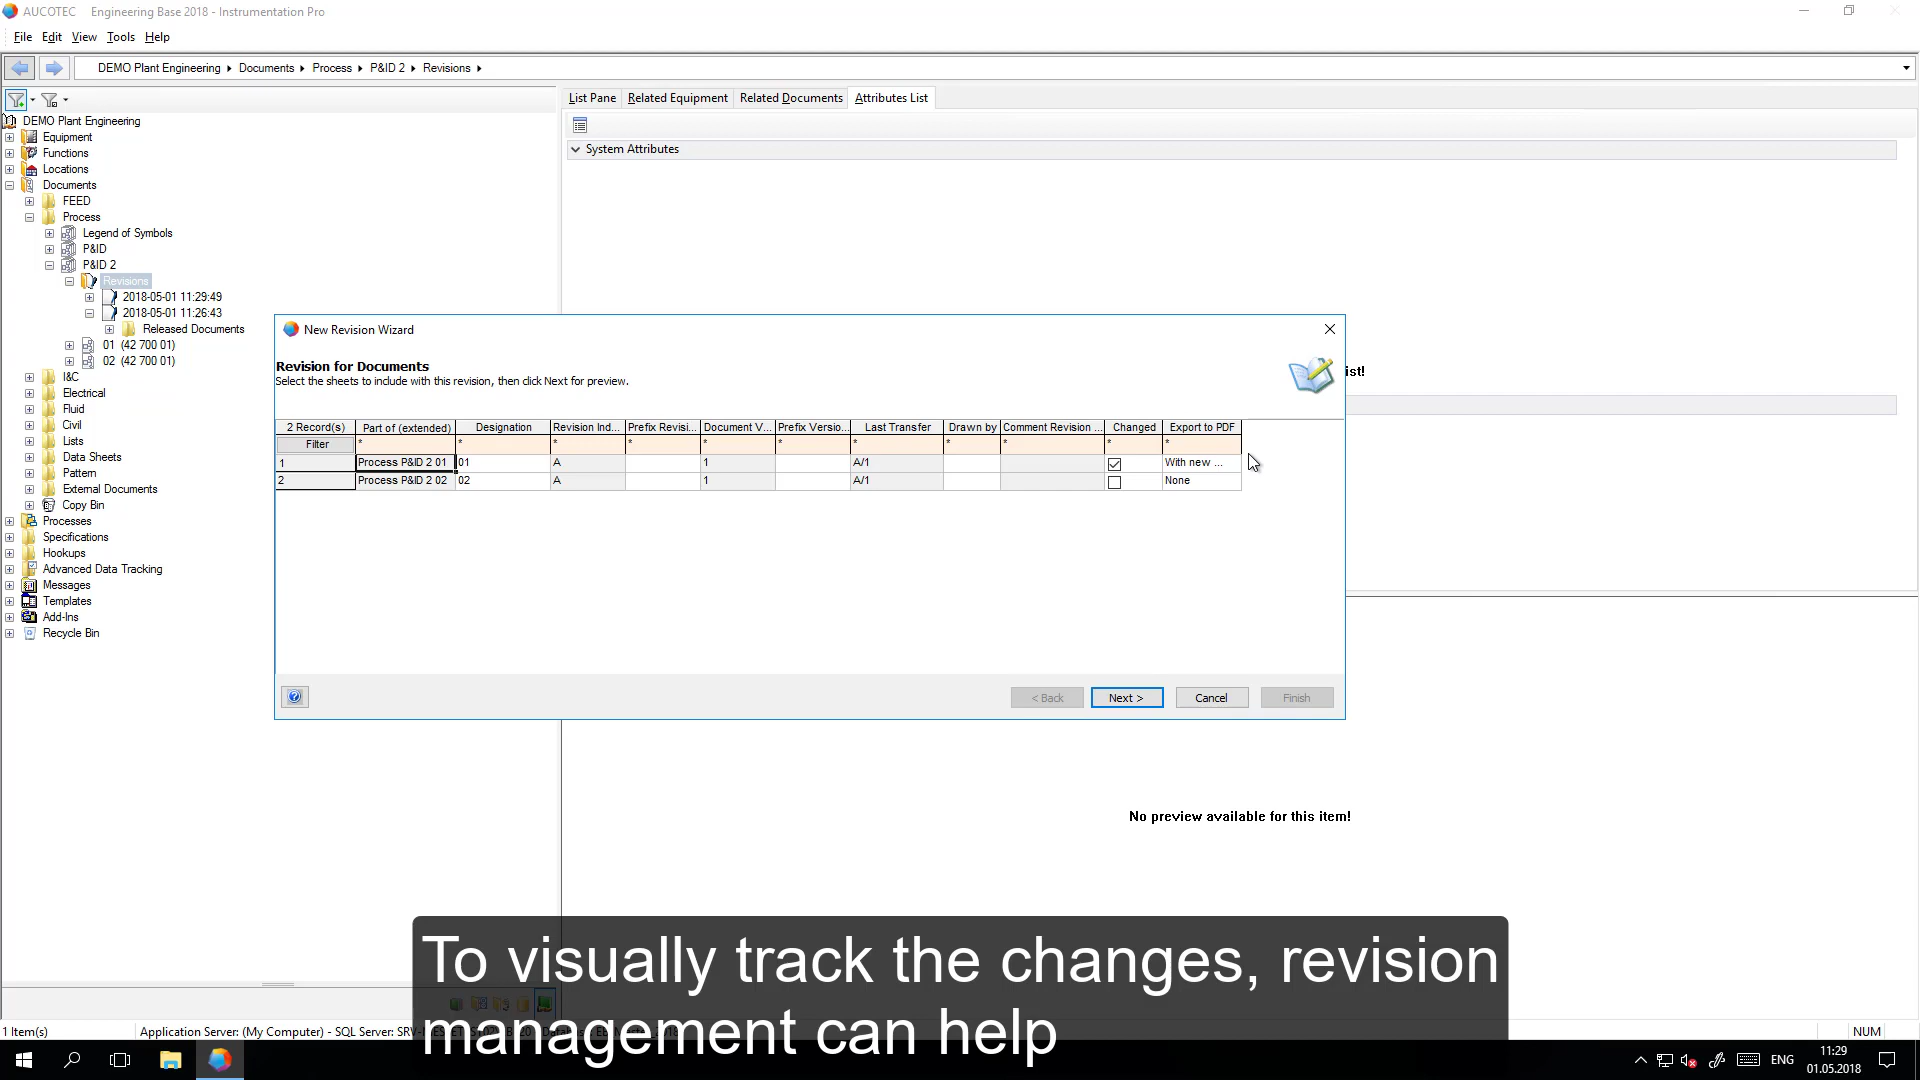 AUCOTEC Engineering Base 2018 - Instrumentation Pro
File Edit View Tools Help
DEMO Plant Engineering Documents Process P&ID 2 Revisions
DEMO Plant Engineering
Equipment
Functions
Locations
Documents
FEED
Process
Legend of Symbols
P&ID
P&ID 2
Revisions
2018-05-01 11:29:49
2018-05-01 11:26:43
Released Documents
01 (42 700 01)
02 (42 700 01)
I&C
Electrical
Fluid
Civil
Lists
Data Sheets
Pattern
External Documents
Copy Bin
Processes
Specifications
Hookups
Advanced Data Tracking
Messages
Templates
Add-Ins
Recycle Bin
List Pane Related Equipment Related Documents Attributes List
System Attributes
ist!
New Revision Wizard
Revision for Documents
Select the sheets to include with this revision, then click Next for preview.
2 Record(s) Part of (extended) Designation Revision Ind... Prefix Revisi... Document V... Prefix Versio... Last Transfer Drawn by Comment Revision ... Changed Export to PDF
Filter * * * * * * * * * * *
1 Process P&ID 2 01 01 A 1 A/1 With new ...
2 Process P&ID 2 02 02 A 1 A/1 None
< Back Next > Cancel Finish
No preview available for this item!
To visually track the changes, revision
management can help
1 Item(s) Application Server: (My Computer) - SQL Server: NUM
ENG 11:29
01.05.2018